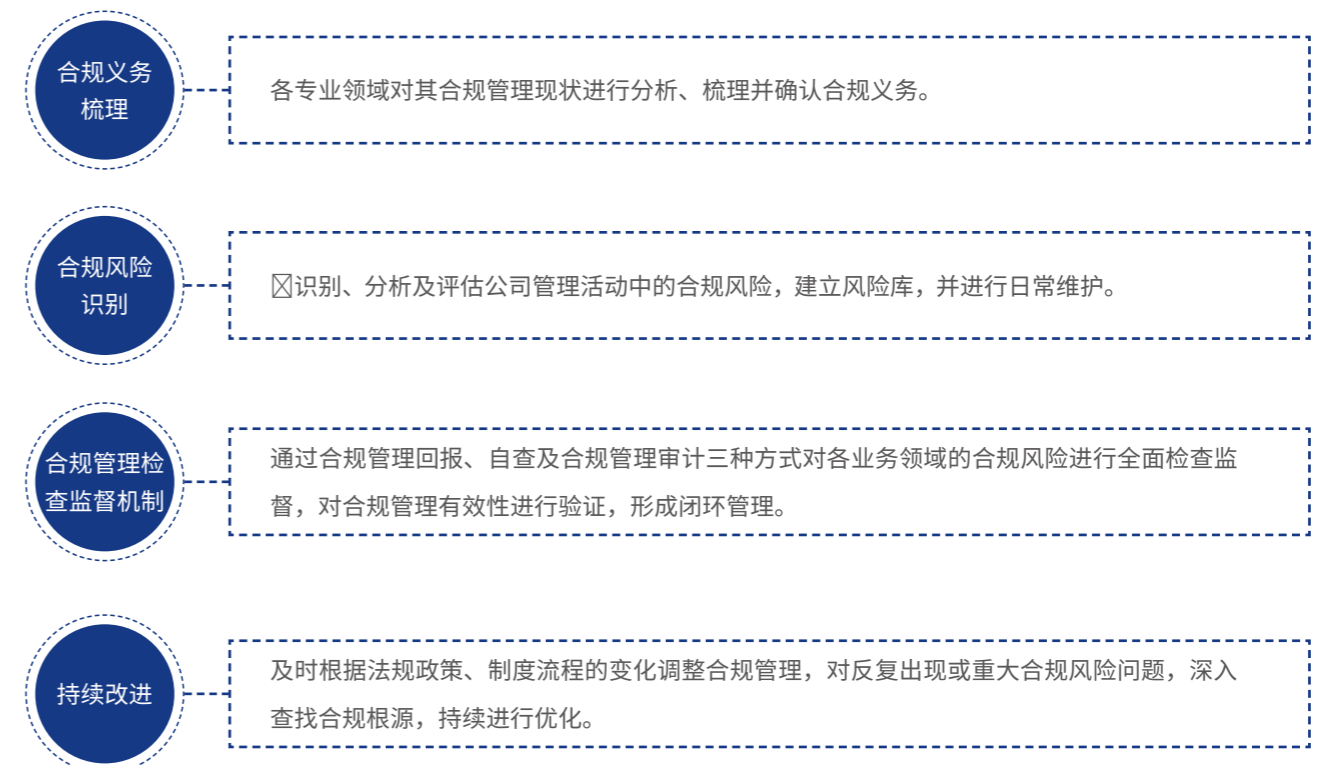 合规义务
梳理
各专业领域对其合规管理现状进行分析、梳理并确认合规义务。
合规风险
识别
识别、分析及评估公司管理活动中的合规风险，建立风险库，并进行日常维护。
合规管理检
查监督机制
通过合规管理回报、自查及合规管理审计三种方式对各业务领域的合规风险进行全面检查监
督，对合规管理有效性进行验证，形成闭环管理。
持续改进
及时根据法规政策、制度流程的变化调整合规管理，对反复出现或重大合规风险问题，深入
查找合规根源，持续进行优化。